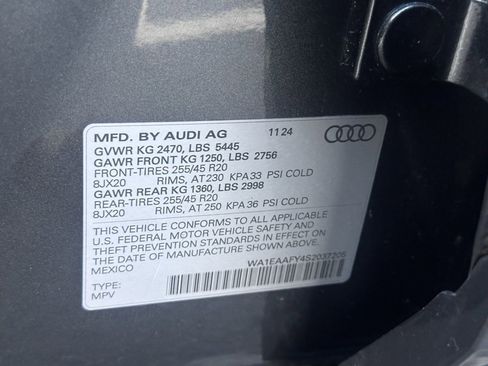 MFD. BY AUDI AG 11 24
GVWR KG 2470, LBS 5445
GAWR FRONT KG 1250, LBS 2756
FRONT-TIRES 255/45 R20
8JX20 RIMS, AT 230 KPA 33 PSI COLD
GAWR REAR KG 1360, LBS 2998
REAR-TIRES 255/45 R20
8JX20 RIMS, AT 250 KPA 36 PSI COLD
THIS VEHICLE CONFORMS TO ALL APPLICABLE
U.S. FEDERAL MOTOR VEHICLE SAFETY AND
THEFT PREVENTION STANDARDS IN EFFECT ON
THE DATE OF MANUFACTURE SHOWN ABOVE.
MEXICO
WA1EAAFY4S2037205
TYPE:
MPV